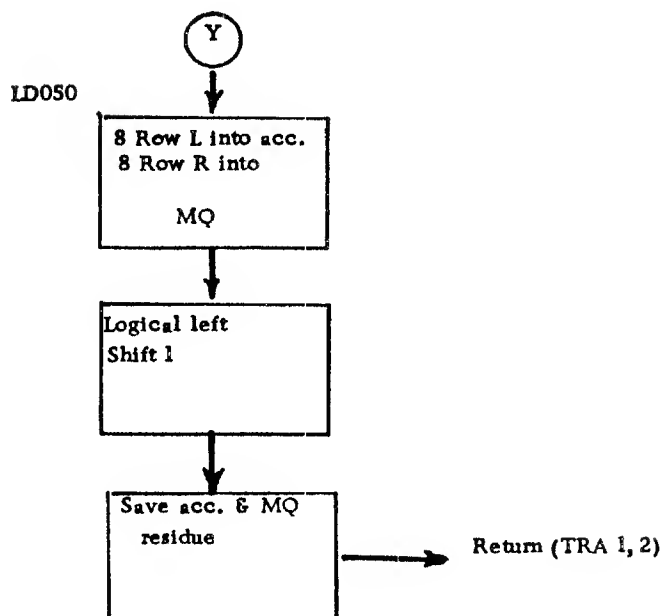 Y
LD050
8 Row L into acc.
8 Row R into
MQ
Logical left
Shift 1
Save acc. & MQ
residue
Return (TRA 1, 2)